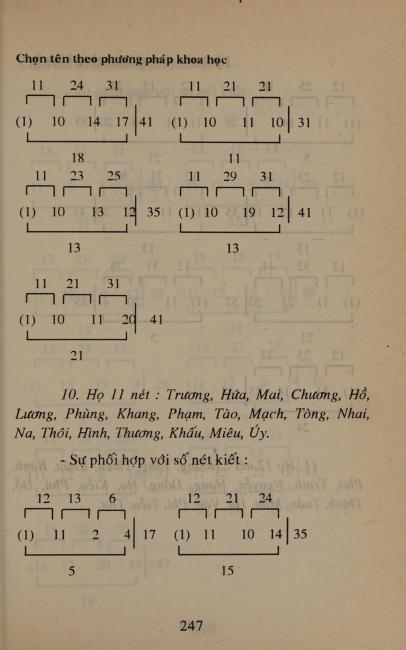 Chọn tên theo phương pháp khoa học
11 24 31 11 21 21
(1) 10 14 17 41 (1) 10 11 10 31
18 11
11 23 25 11 29 31
(1) 10 13 12 35 (1) 10 19 12 41
13 13
11 21 31
(1) 10 11 20 41
21
10. Họ 11 nét : Trương, Hứa, Mai, Chương, Hồ,
Lương, Phùng, Khang, Phạm, Tào, Mạch, Tòng, Nhai,
Na, Thôi, Hình, Thương, Khấu, Miêu, Úy.
- Sự phối hợp với số nét kiết :
12 13 6 12 21 24
(1) 11 2 4 17 (1) 11 10 14 35
5 15
247